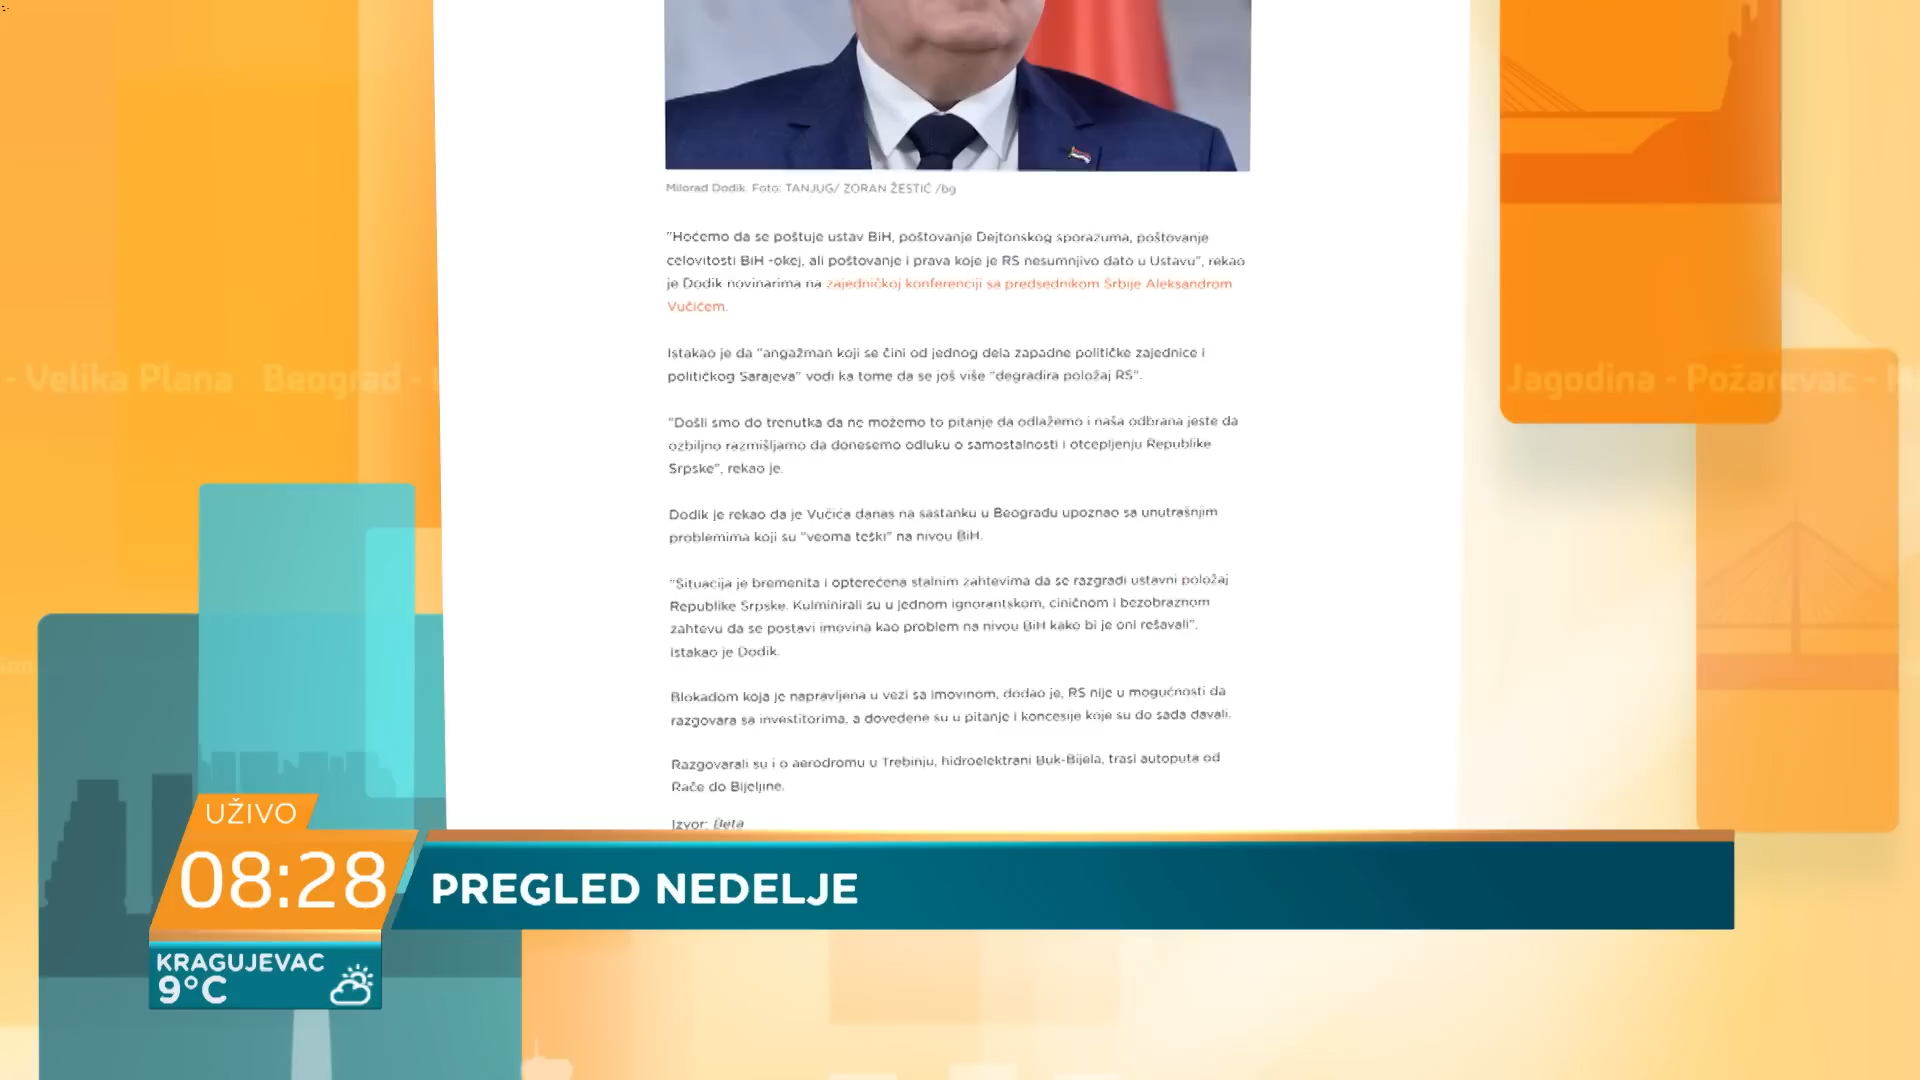 Milorad Dodik. Foto: TANJUG/ ZORAN ŽESTIĆ /bg
"Hoćemo da se poštuje ustav BiH, poštovanje Dejtonskog sporazuma, poštovanje
celovitosti BiH -okej, ali poštovanje i prava koje je RS nesumnjivo dato u Ustavu", rekao
je Dodik novinarima na zajedničkoj konferenciji sa predsednikom Srbije Aleksandrom
Vučićem.
Istakao je da "angažman koji se čini od jednog dela zapadne političke zajednice i
političkog Sarajeva" vodi ka tome da se još više "degradira položaj RS".
"Došli smo do trenutka da ne možemo to pitanje da odlažemo i naša odbrana jeste da
ozbiljno razmišljamo da donesemo odluku o samostalnosti i otcepljenju Republike
Srpske", rekao je.
Dodik je rekao da je Vučića danas na sastanku u Beogradu upoznao sa unutrašnjim
problemima koji su "veoma teški" na nivou BiH.
"Situacija je bremenita i opterećena stalnim zahtevima da se razgradi ustavni položaj
Republike Srpske. Kulminirali su u jednom ignorantskom, ciničnom i bezobraznom
zahtevu da se postavi imovina kao problem na nivou BiH kako bi je oni rešavali",
istakao je Dodik.
Blokadom koja je napravljena u vezi sa imovinom, dodao je, RS nije u mogućnosti da
razgovara sa investitorima, a dovedene su u pitanje i koncesije koje su do sada davali.
Razgovarali su i o aerodromu u Trebinju, hidroelektrani Buk-Bijela, trasi autoputa od
Rače do Bijeljine.
Izvor: Beta
- Velika Plana Beograd -
Jagodina - Požarevac -
UŽIVO
08:28
PREGLED NEDELJE
KRAGUJEVAC
9°C